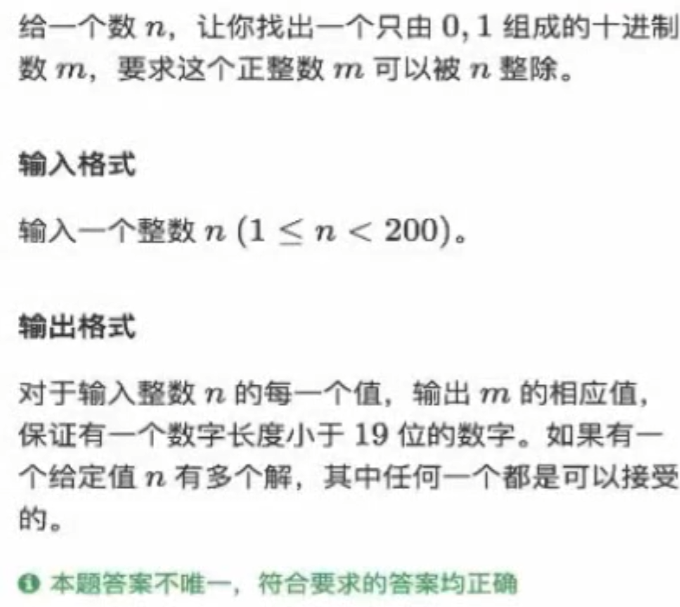 给一个数 n，让你找出一个只由 0, 1 组成的十进制
数 m，要求这个正整数 m 可以被 n 整除。
输入格式
输入一个整数 n (1 ≤ n < 200)。
输出格式
对于输入整数 n 的每一个值，输出 m 的相应值，
保证有一个数字长度小于 19 位的数字。如果有一
个给定值 n 有多个解，其中任何一个都是可以接受
的。
本题答案不唯一，符合要求的答案均正确